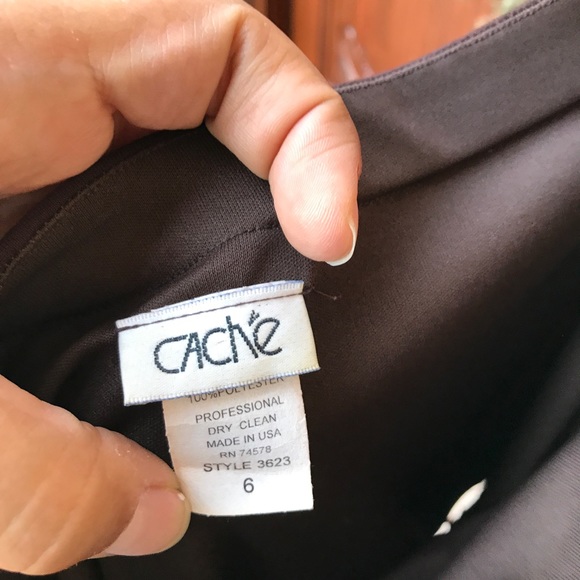 CAChé
100%POLYESTER
PROFESSIONAL
DRY CLEAN
MADE IN USA
RN 74578
STYLE 3623
6